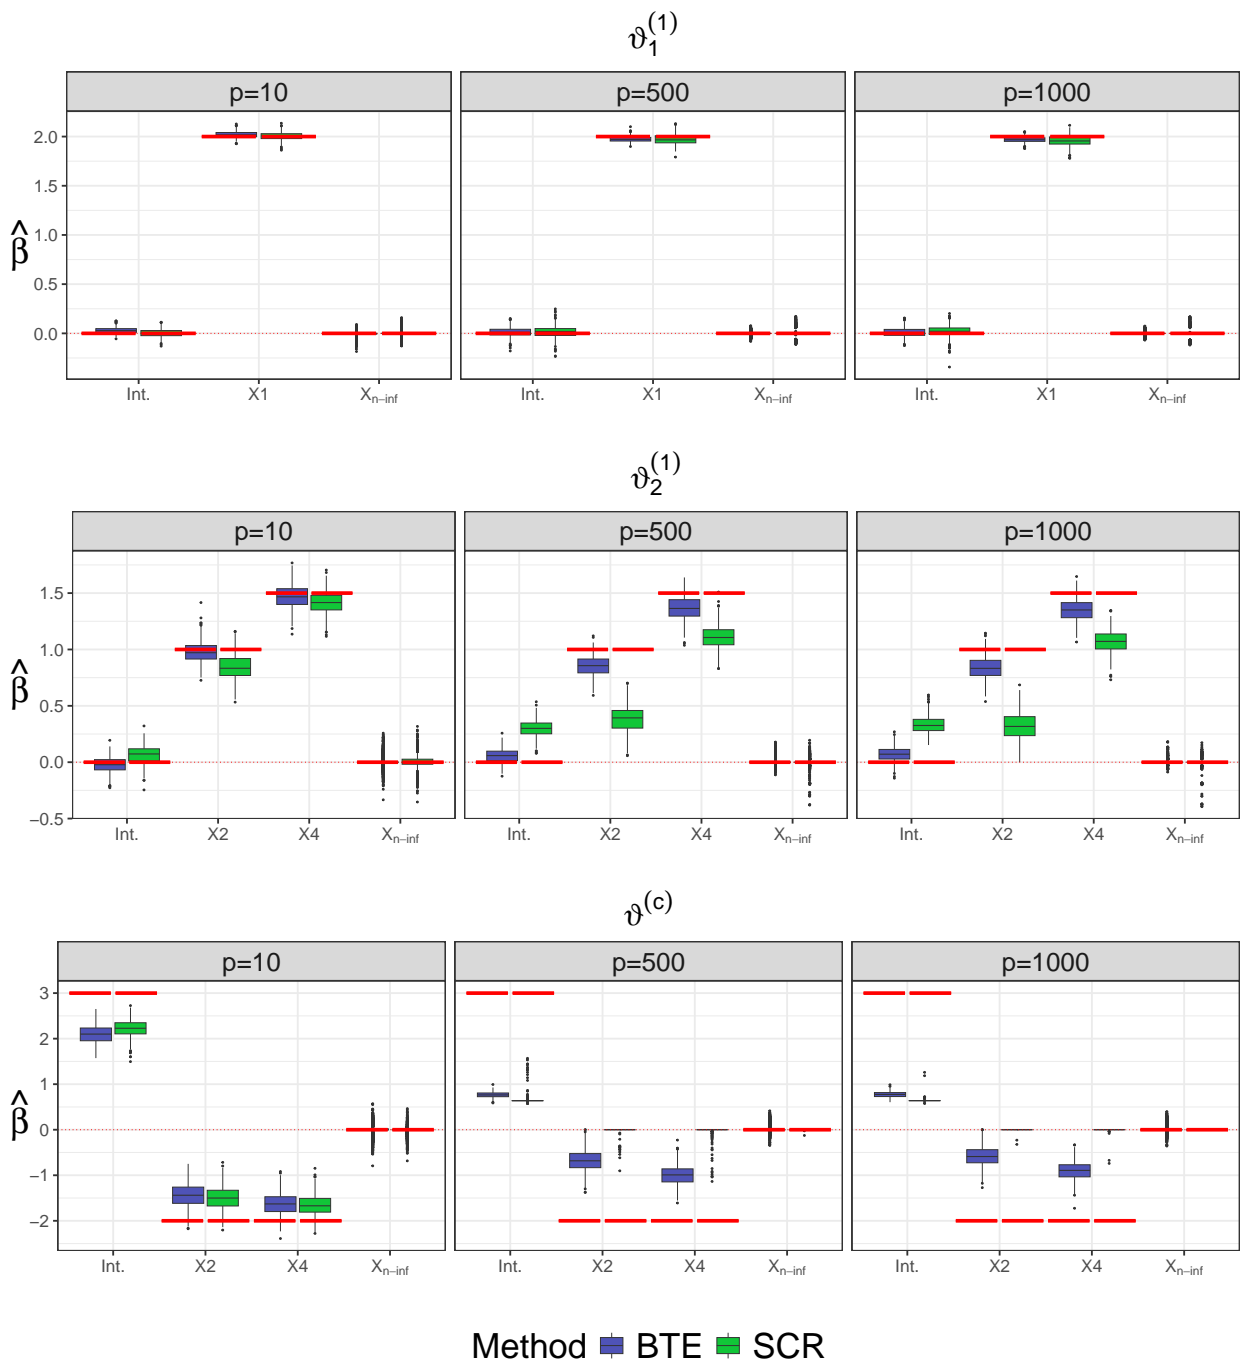 ϑ₁⁽¹⁾
p=10 p=500 p=1000
β̂
2.0
1.5
1.0
0.5
0.0
Int. X1 Xn−inf Int. X1 Xn−inf Int. X1 Xn−inf
ϑ₂⁽¹⁾
p=10 p=500 p=1000
β̂
1.5
1.0
0.5
0.0
−0.5
Int. X2 X4 Xn−inf Int. X2 X4 Xn−inf Int. X2 X4 Xn−inf
ϑ⁽ᶜ⁾
p=10 p=500 p=1000
β̂
3
2
1
0
−1
−2
Int. X2 X4 Xn−inf Int. X2 X4 Xn−inf Int. X2 X4 Xn−inf
Method BTE SCR